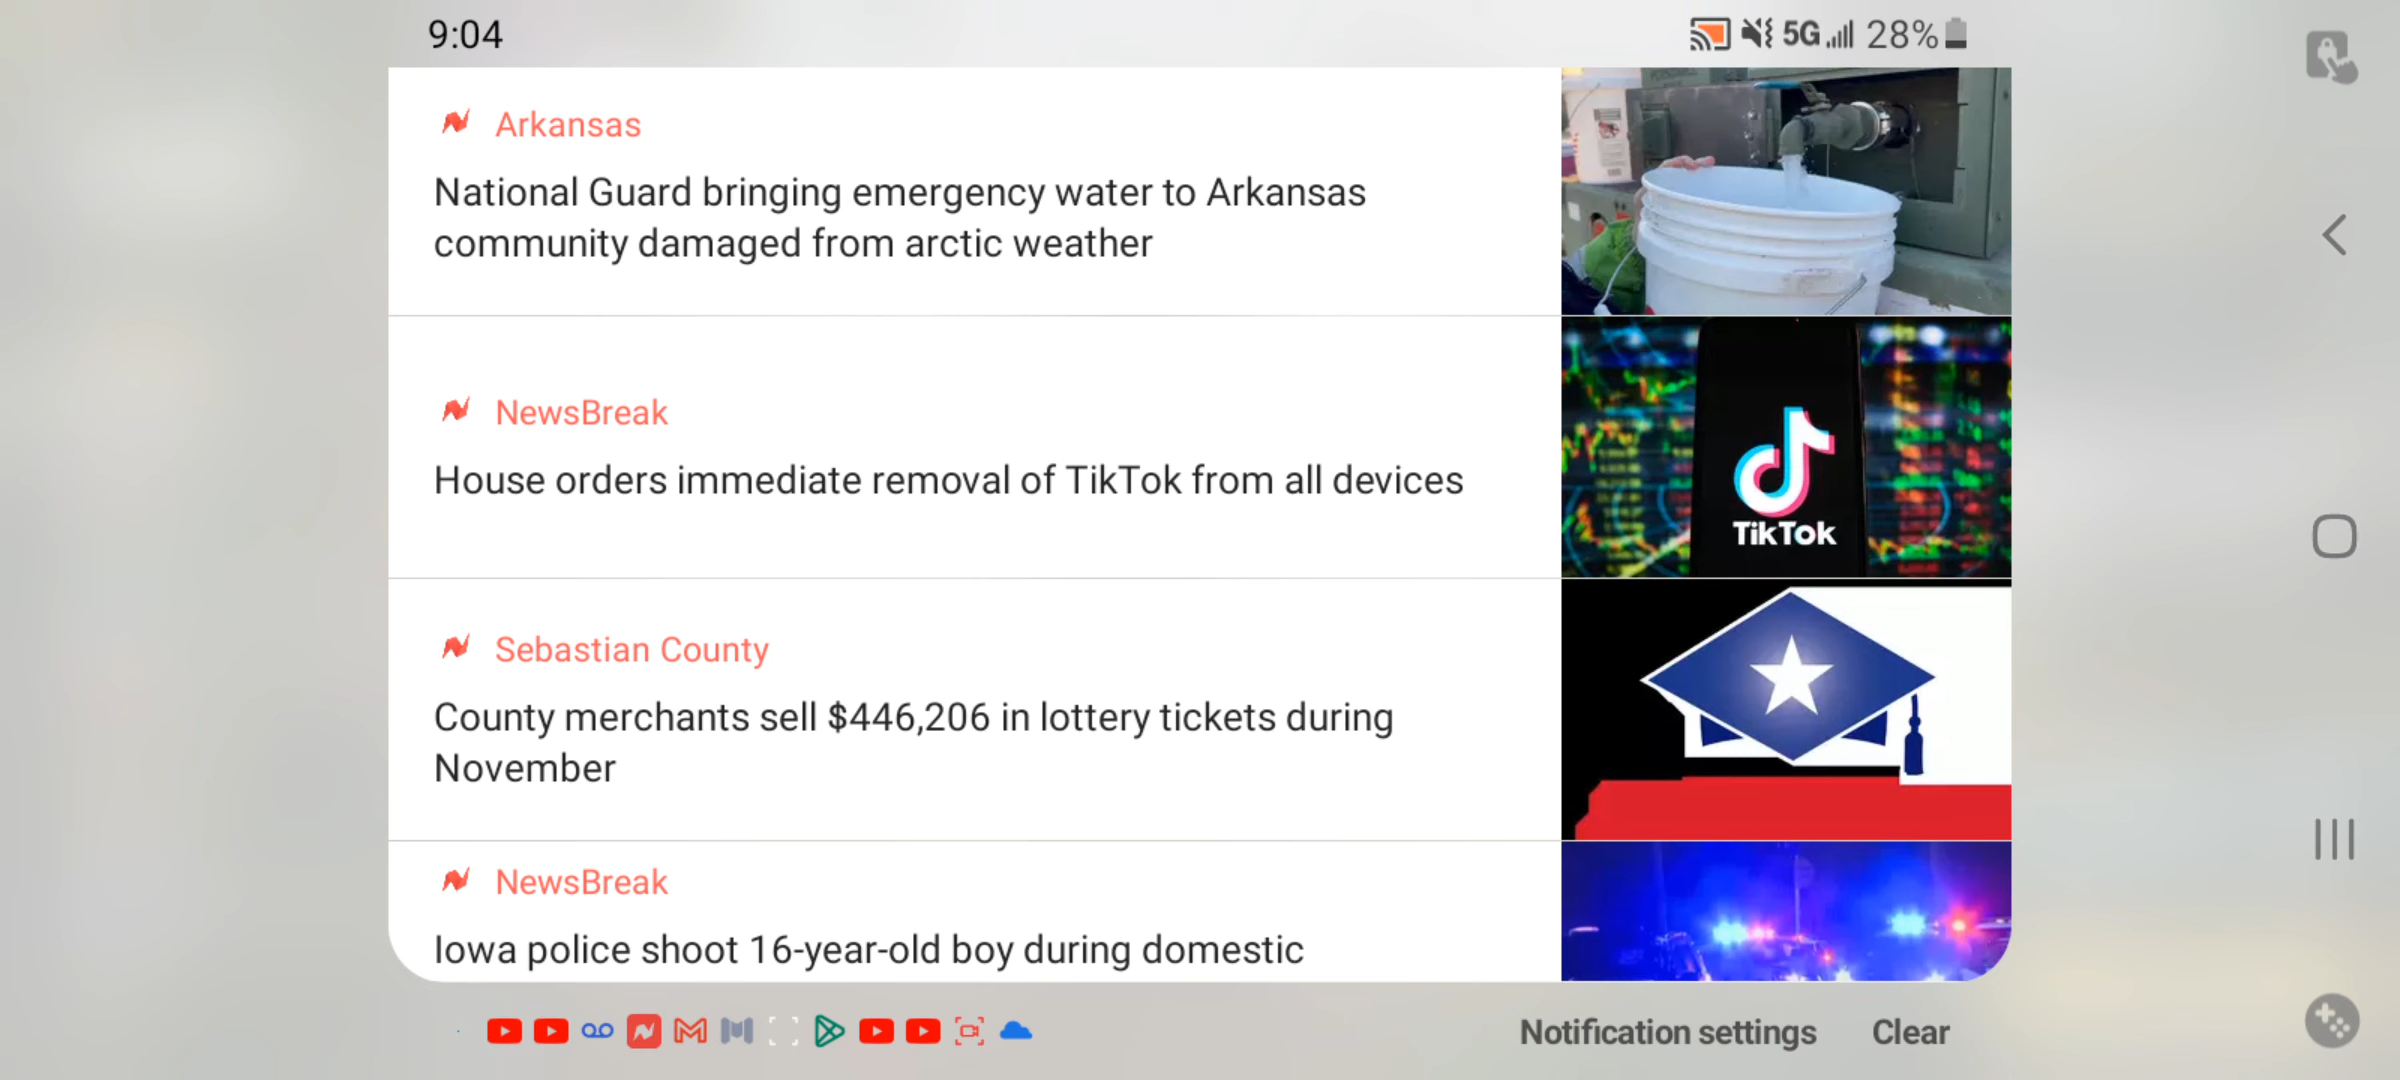 9:04
5G 28%
Arkansas
National Guard bringing emergency water to Arkansas
community damaged from arctic weather
NewsBreak
House orders immediate removal of TikTok from all devices
TikTok
Sebastian County
County merchants sell $446,206 in lottery tickets during
November
NewsBreak
Iowa police shoot 16-year-old boy during domestic
Notification settings Clear